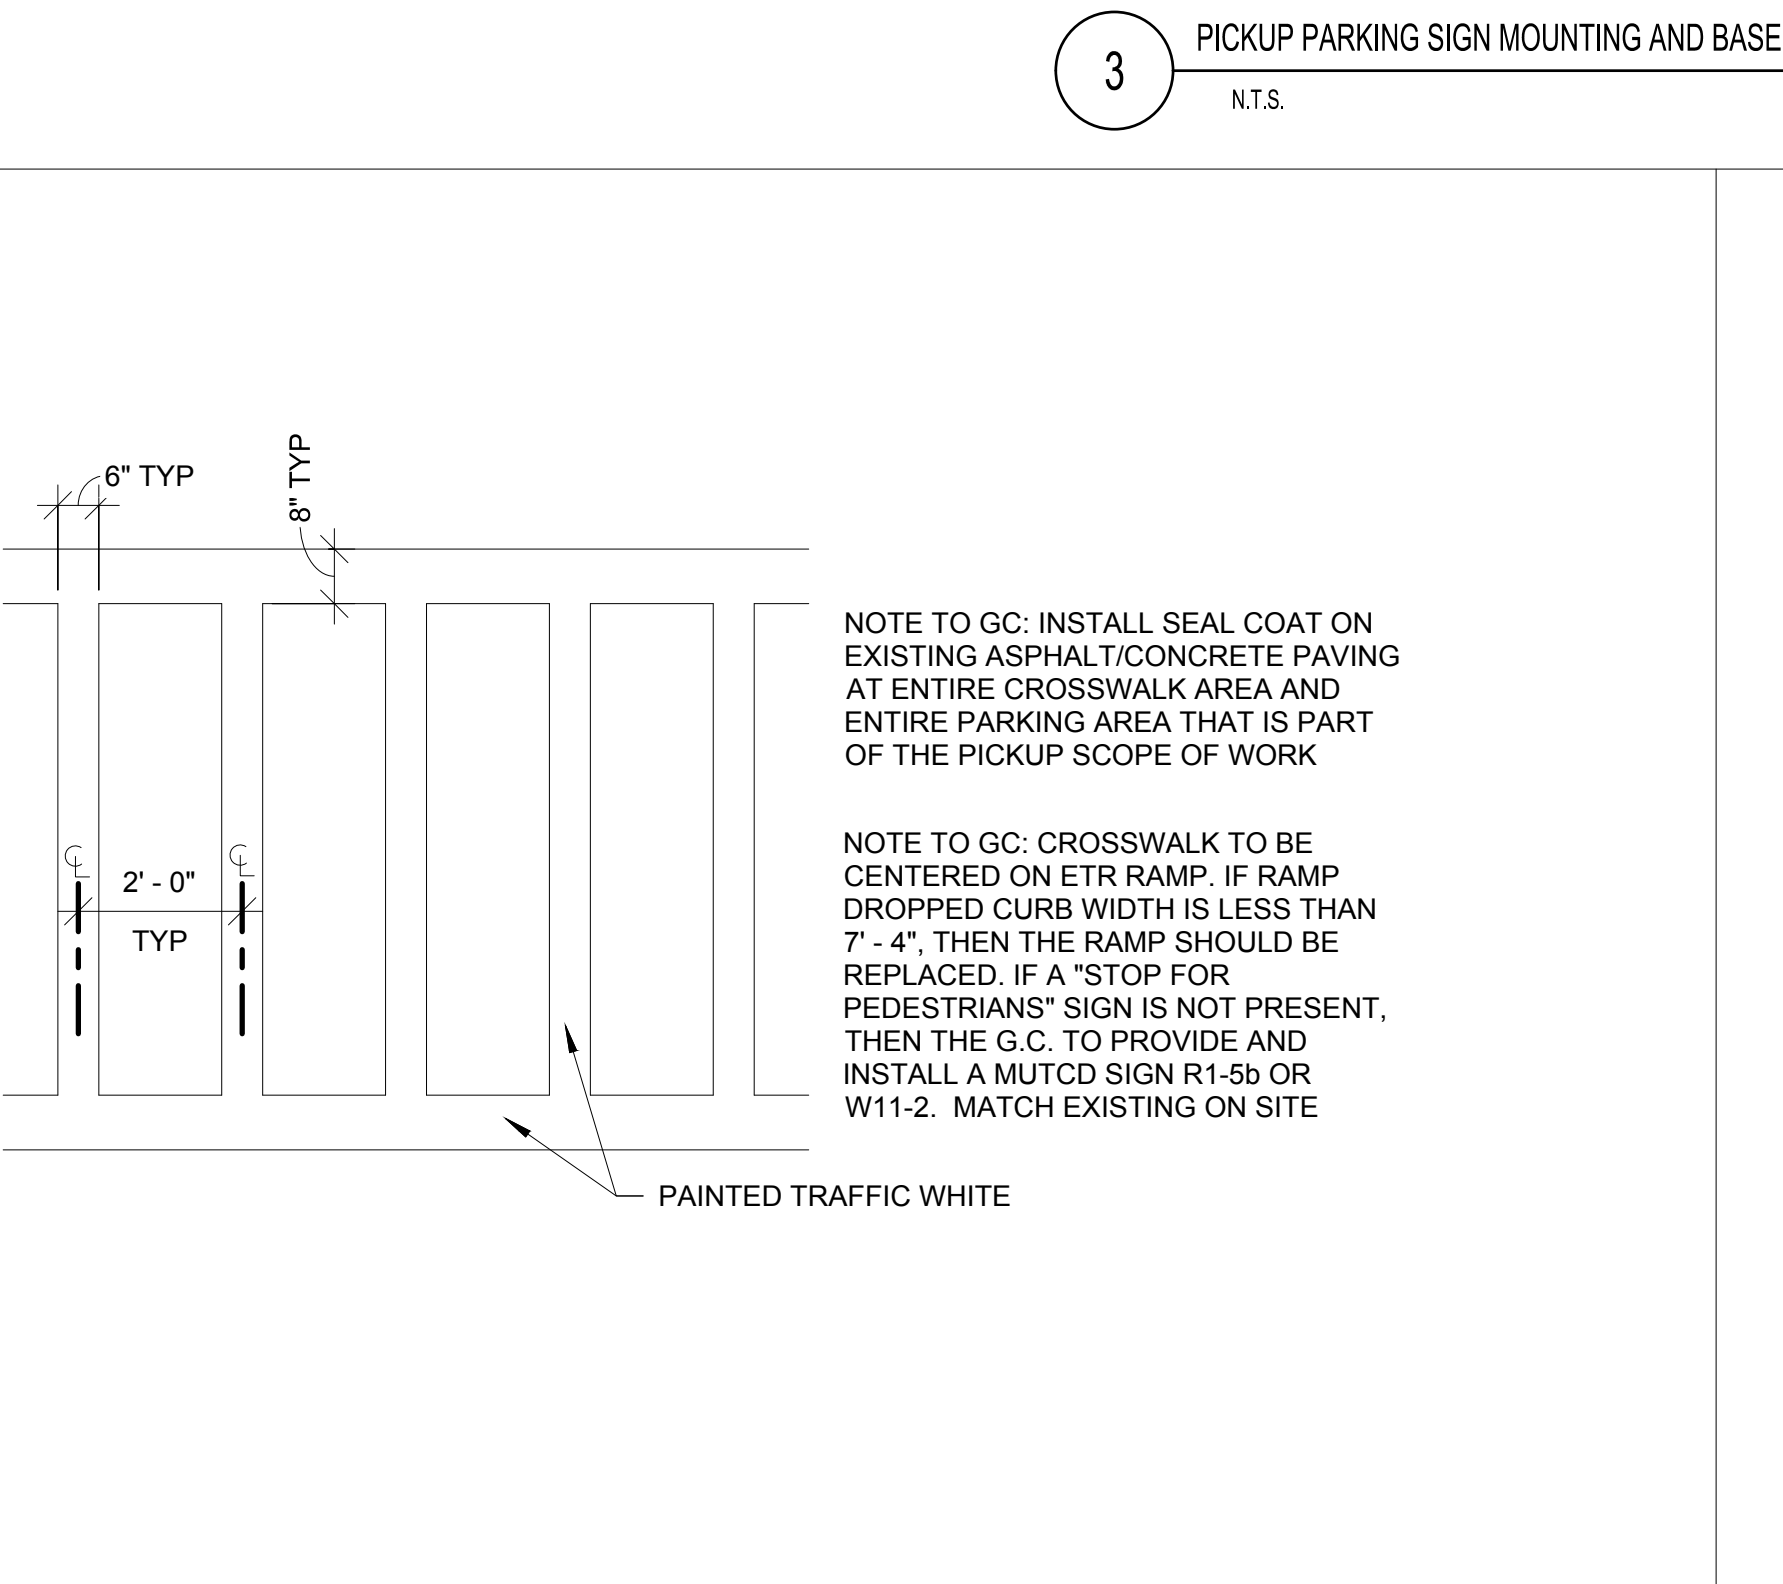 3
PICKUP PARKING SIGN MOUNTING AND BASE
N.T.S.
6" TYP
8" TYP
NOTE TO GC: INSTALL SEAL COAT ON
EXISTING ASPHALT/CONCRETE PAVING
AT ENTIRE CROSSWALK AREA AND
ENTIRE PARKING AREA THAT IS PART
OF THE PICKUP SCOPE OF WORK
NOTE TO GC: CROSSWALK TO BE
CENTERED ON ETR RAMP. IF RAMP
DROPPED CURB WIDTH IS LESS THAN
7' - 4", THEN THE RAMP SHOULD BE
REPLACED. IF A "STOP FOR
PEDESTRIANS" SIGN IS NOT PRESENT,
THEN THE G.C. TO PROVIDE AND
INSTALL A MUTCD SIGN R1-5b OR
W11-2.  MATCH EXISTING ON SITE
℄
℄
2' - 0"
TYP
PAINTED TRAFFIC WHITE